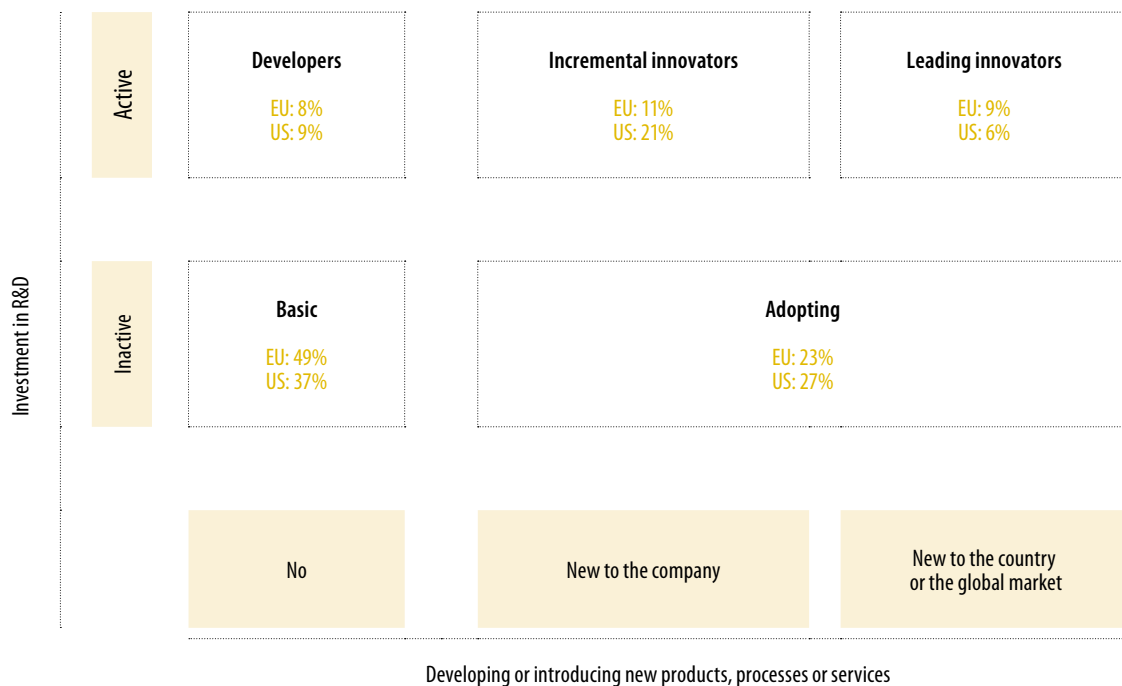 Investment in R&D
Active
Developers
EU: 8%
US: 9%
Incremental innovators
EU: 11%
US: 21%
Leading innovators
EU: 9%
US: 6%
Inactive
Basic
EU: 49%
US: 37%
Adopting
EU: 23%
US: 27%
No
New to the company
New to the country
or the global market
Developing or introducing new products, processes or services